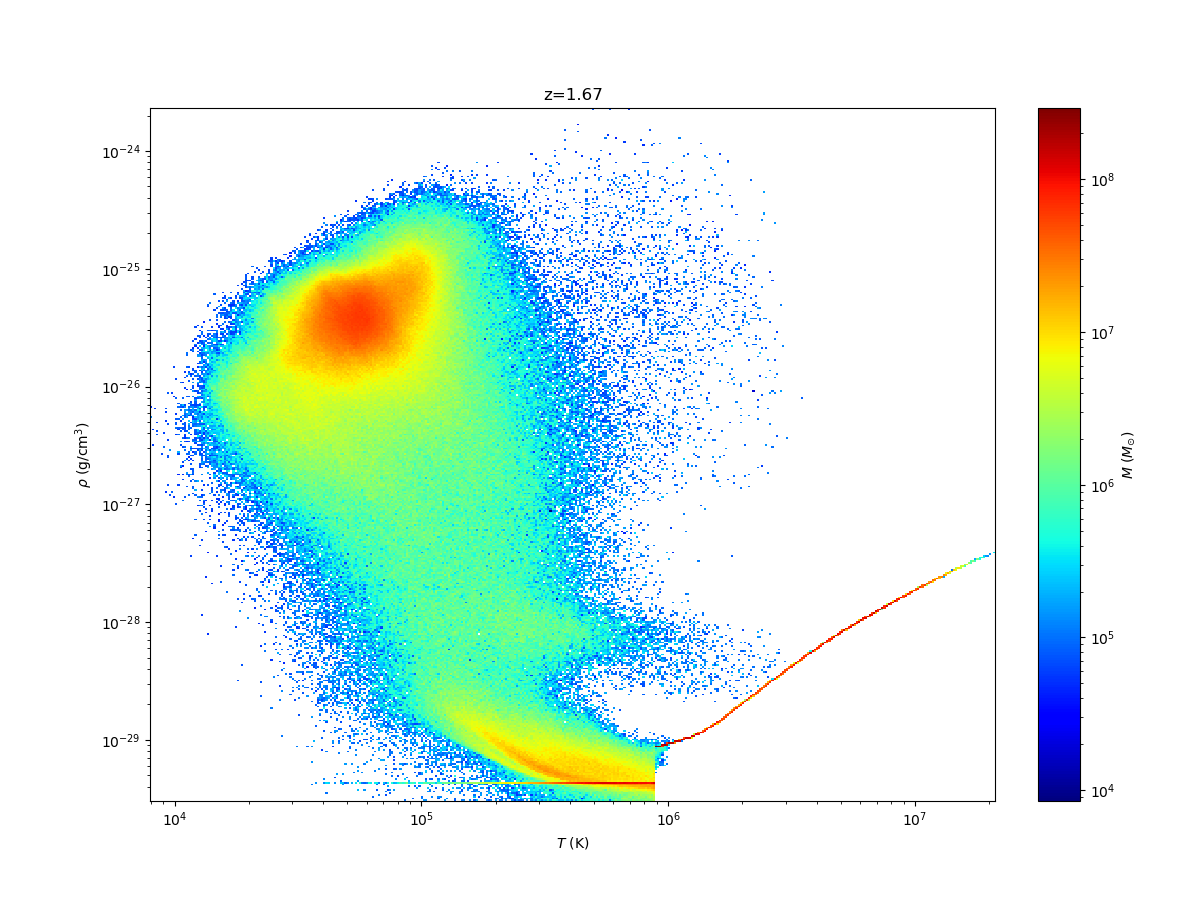 z=1.67
10⁻²⁴
10⁻²⁵
10⁻²⁶
10⁻²⁷
10⁻²⁸
10⁻²⁹
ρ (g/cm³)
10⁴ 10⁵ 10⁶ 10⁷
T (K)
10⁸
10⁷
10⁶
10⁵
10⁴
M (M⊙)